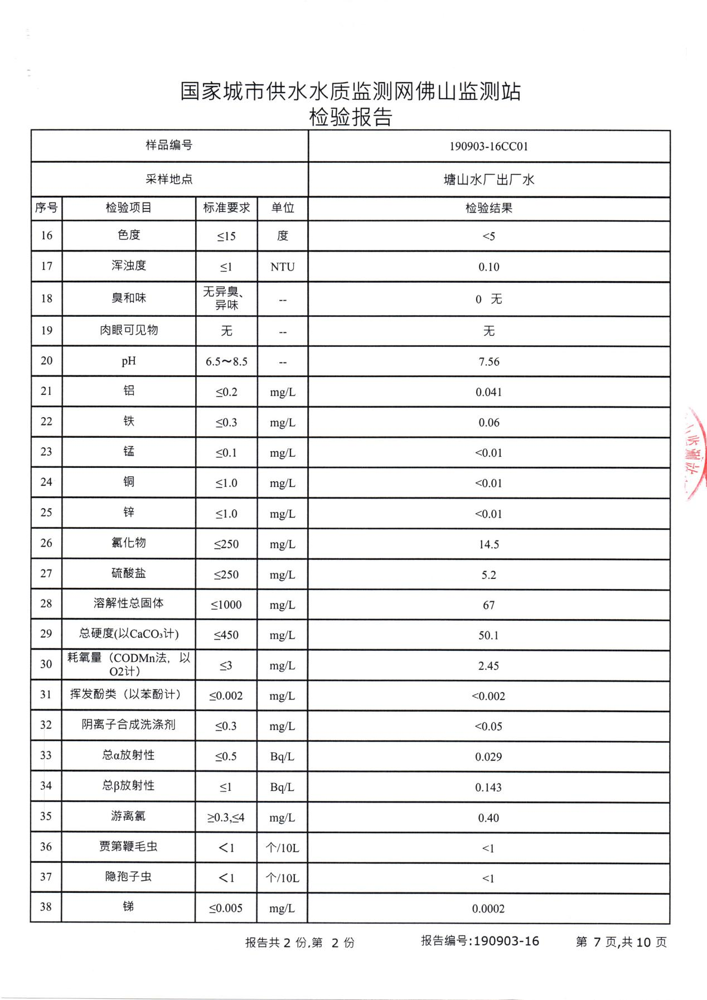 国家城市供水水质监测网佛山监测站
检验报告
样品编号 190903-16CC01
采样地点 塘山水厂出厂水
序号 检验项目 标准要求 单位 检验结果
16 色度 ≤15 度 <5
17 浑浊度 ≤1 NTU 0.10
18 臭和味 无异臭、异味 -- 0 无
19 肉眼可见物 无 -- 无
20 pH 6.5～8.5 -- 7.56
21 铝 ≤0.2 mg/L 0.041
22 铁 ≤0.3 mg/L 0.06
23 锰 ≤0.1 mg/L <0.01
24 铜 ≤1.0 mg/L <0.01
25 锌 ≤1.0 mg/L <0.01
26 氯化物 ≤250 mg/L 14.5
27 硫酸盐 ≤250 mg/L 5.2
28 溶解性总固体 ≤1000 mg/L 67
29 总硬度(以CaCO₃计) ≤450 mg/L 50.1
30 耗氧量（CODMn法，以O2计） ≤3 mg/L 2.45
31 挥发酚类（以苯酚计） ≤0.002 mg/L <0.002
32 阴离子合成洗涤剂 ≤0.3 mg/L <0.05
33 总α放射性 ≤0.5 Bq/L 0.029
34 总β放射性 ≤1 Bq/L 0.143
35 游离氯 ≥0.3,≤4 mg/L 0.40
36 贾第鞭毛虫 ＜1 个/10L <1
37 隐孢子虫 ＜1 个/10L <1
38 锑 ≤0.005 mg/L 0.0002
报告共 2 份,第 2 份 报告编号:190903-16 第 7 页,共 10 页
监测站